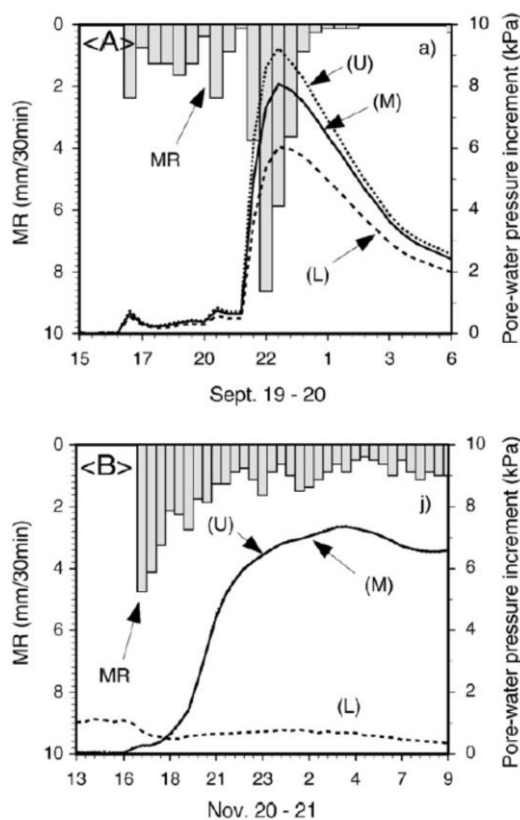 <A>
a)
0
2
4
6
8
10
MR (mm/30min)
10
8
6
4
2
0
Pore-water pressure increment (kPa)
(U)
(M)
MR
(L)
15 17 20 22 1 3 6
Sept. 19 - 20
<B>
j)
0
2
4
6
8
10
MR (mm/30min)
10
8
6
4
2
0
Pore-water pressure increment (kPa)
(U)
(M)
MR
(L)
13 16 18 21 23 2 4 7 9
Nov. 20 - 21